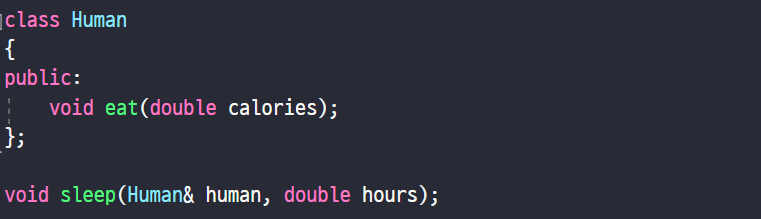 class Human
{
public:
    void eat(double calories);
};

void sleep(Human& human, double hours);